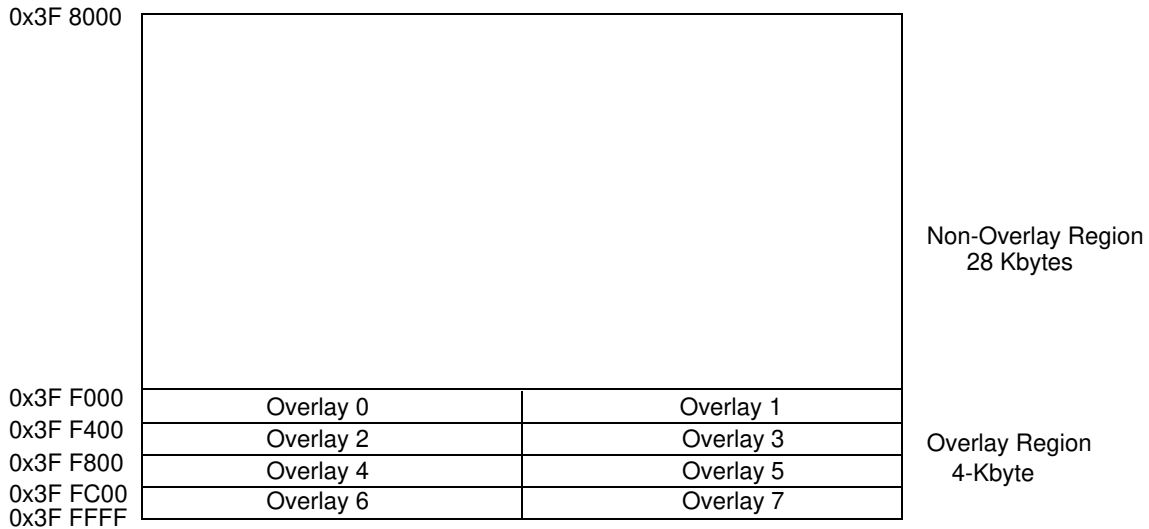 0x3F 8000
Non-Overlay Region
28 Kbytes
0x3F F000
Overlay 0 Overlay 1
0x3F F400
Overlay 2 Overlay 3
Overlay Region
0x3F F800
Overlay 4 Overlay 5
4-Kbyte
0x3F FC00
Overlay 6 Overlay 7
0x3F FFFF